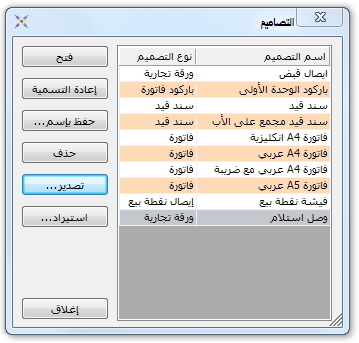 التصاميم
اسم التصميم نوع التصميم
ايصال قبض ورقة تجارية
باركود الوحدة الأولى باركود فاتورة
سند قيد سند قيد
سند قيد مجمع على الأب سند قيد
فاتورة A4 انكليزية فاتورة
فاتورة A4 عربي فاتورة
فاتورة A4 عربي مع ضريبة فاتورة
فاتورة A5 عربي فاتورة
فيشة نقطة بيع إيصال نقطة بيع
وصل استلام ورقة تجارية
فتح
إعادة التسمية
حفظ بإسم...
حذف
تصدير...
استيراد...
إغلاق